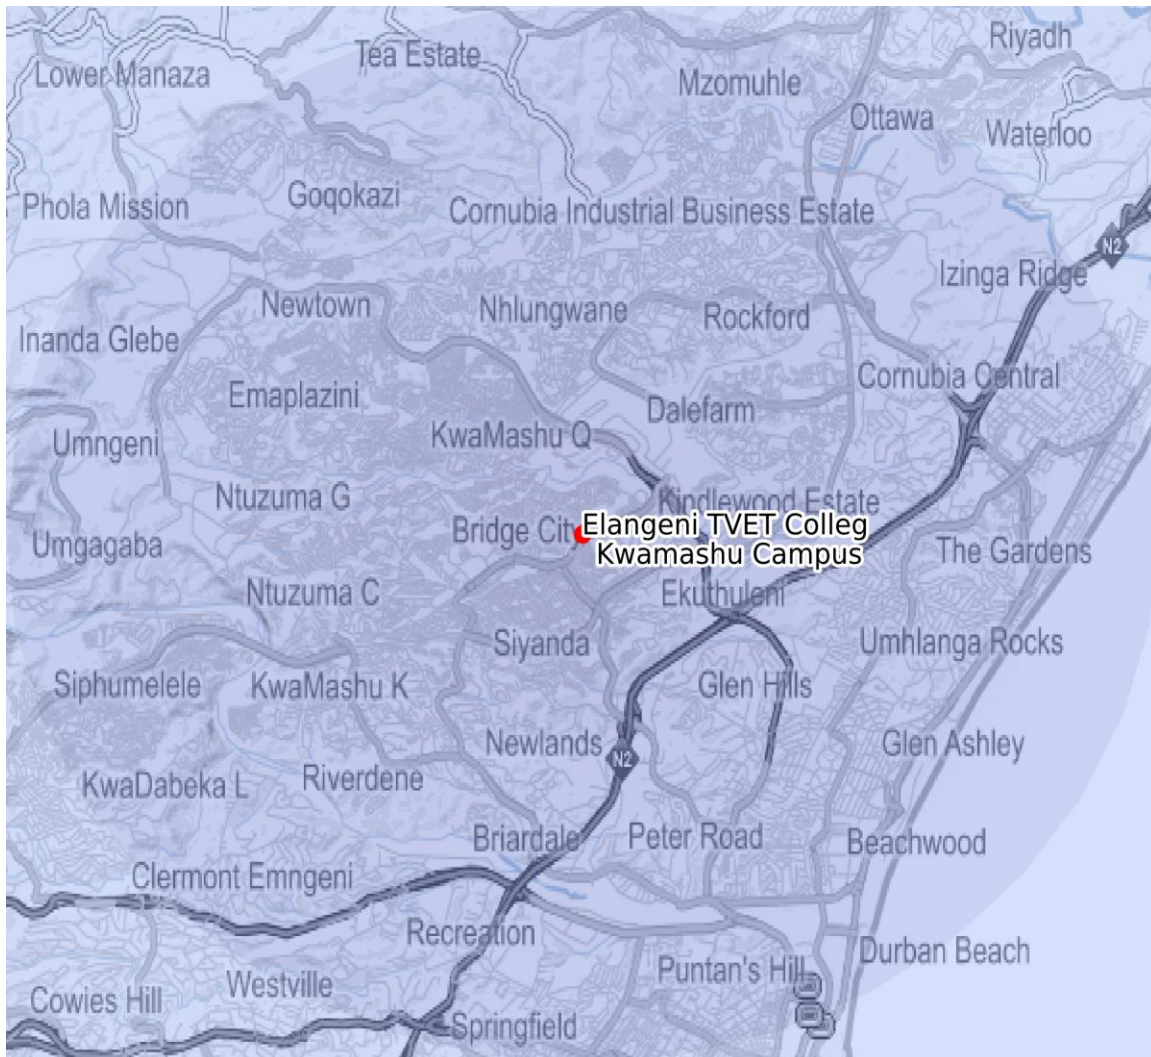 Riyadh
Tea Estate
Lower Manaza
Mzomuhle
Ottawa
Waterloo
Goqokazi
Phola Mission
Cornubia Industrial Business Estate
N2
Izinga Ridge
Newtown
Nhlungwane
Rockford
Inanda Glebe
Cornubia Central
Emaplazini
Dalefarm
KwaMashu Q
Umngeni
Ntuzuma G
Kindlewood Estate
Bridge City
Elangeni TVET Colleg
Kwamashu Campus
Umgagaba
The Gardens
Ntuzuma C
Ekuthuleni
Siyanda
Umhlanga Rocks
Siphumelele
KwaMashu K
Glen Hills
Newlands
N2
Glen Ashley
KwaDabeka L
Riverdene
Briardale
Peter Road
Beachwood
Clermont Emngeni
Recreation
Durban Beach
Puntan's Hill
Westville
Cowies Hill
Springfield